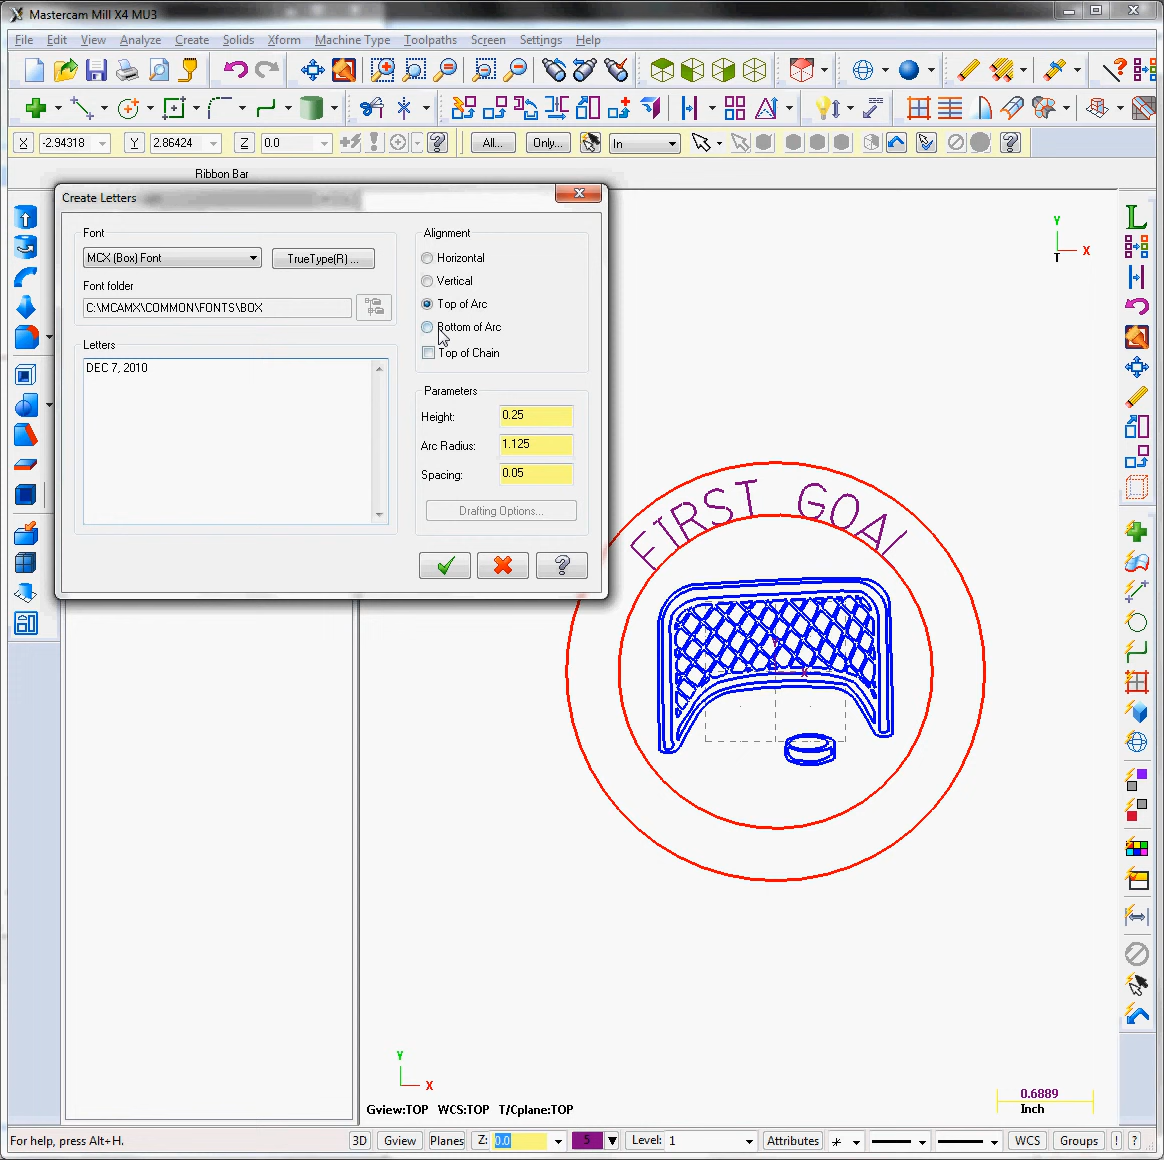 Mastercam Mill X4 MU3
File Edit View Analyze Create Solids Xform Machine Type Toolpaths Screen Settings Help
X -2.94318 Y 2.86424 Z 0.0 All... Only... In
Ribbon Bar
Create Letters
Font
MCX (Box) Font TrueType(R) ...
Font folder
C:\MCAMX\COMMON\FONTS\BOX
Letters
DEC 7, 2010
Alignment
Horizontal
Vertical
Top of Arc
Bottom of Arc
Top of Chain
Parameters
Height: 0.25
Arc Radius: 1.125
Spacing: 0.05
Drafting Options...
Y
X
T
FIRST GOAL
X
Y
X
Gview:TOP WCS:TOP T/Cplane:TOP
0.6889
Inch
For help, press Alt+H. 3D Gview Planes Z: 0.0 5 Level: 1 Attributes WCS Groups ! ?